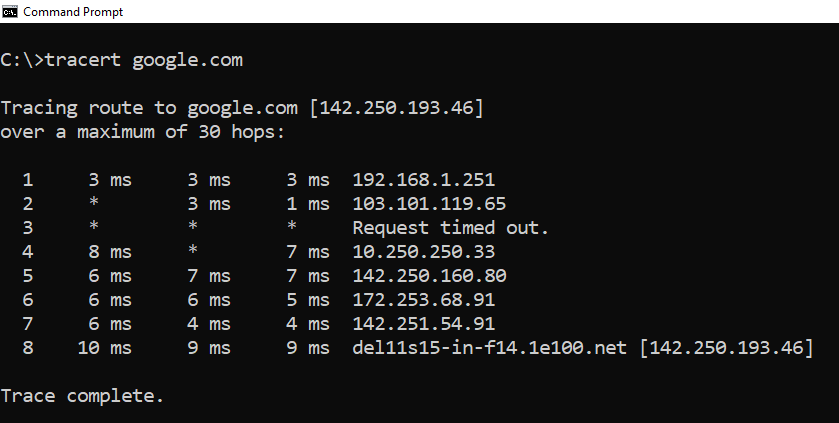 Command Prompt
C:\>tracert google.com
Tracing route to google.com [142.250.193.46]
over a maximum of 30 hops:
1 3 ms 3 ms 3 ms 192.168.1.251
2 * 3 ms 1 ms 103.101.119.65
3 * * * Request timed out.
4 8 ms * 7 ms 10.250.250.33
5 6 ms 7 ms 7 ms 142.250.160.80
6 6 ms 6 ms 5 ms 172.253.68.91
7 6 ms 4 ms 4 ms 142.251.54.91
8 10 ms 9 ms 9 ms del11s15-in-f14.1e100.net [142.250.193.46]
Trace complete.